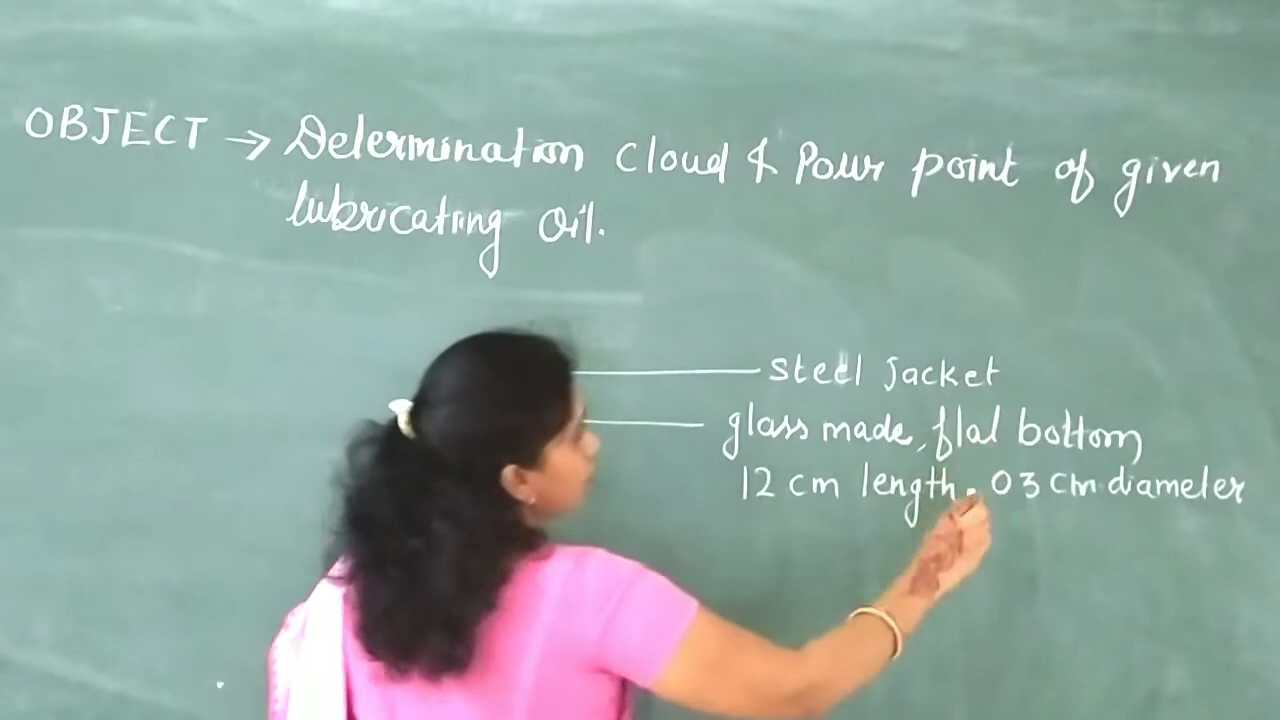 OBJECT → Determination cloud & Pour point of given
lubricating oil.
steel jacket
glass made, flat bottom
12 cm length. 03 cm diameter